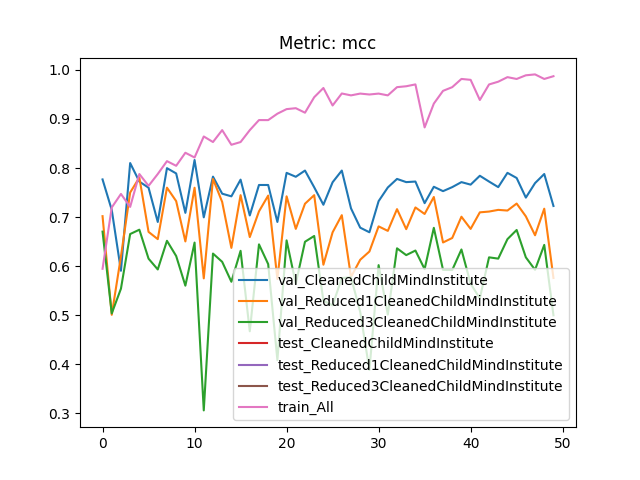 Metric: mcc
1.0
0.9
0.8
0.7
0.6
0.5
0.4
0.3
val_CleanedChildMindInstitute
val_Reduced1CleanedChildMindInstitute
val_Reduced3CleanedChildMindInstitute
test_CleanedChildMindInstitute
test_Reduced1CleanedChildMindInstitute
test_Reduced3CleanedChildMindInstitute
train_All
0 10 20 30 40 50